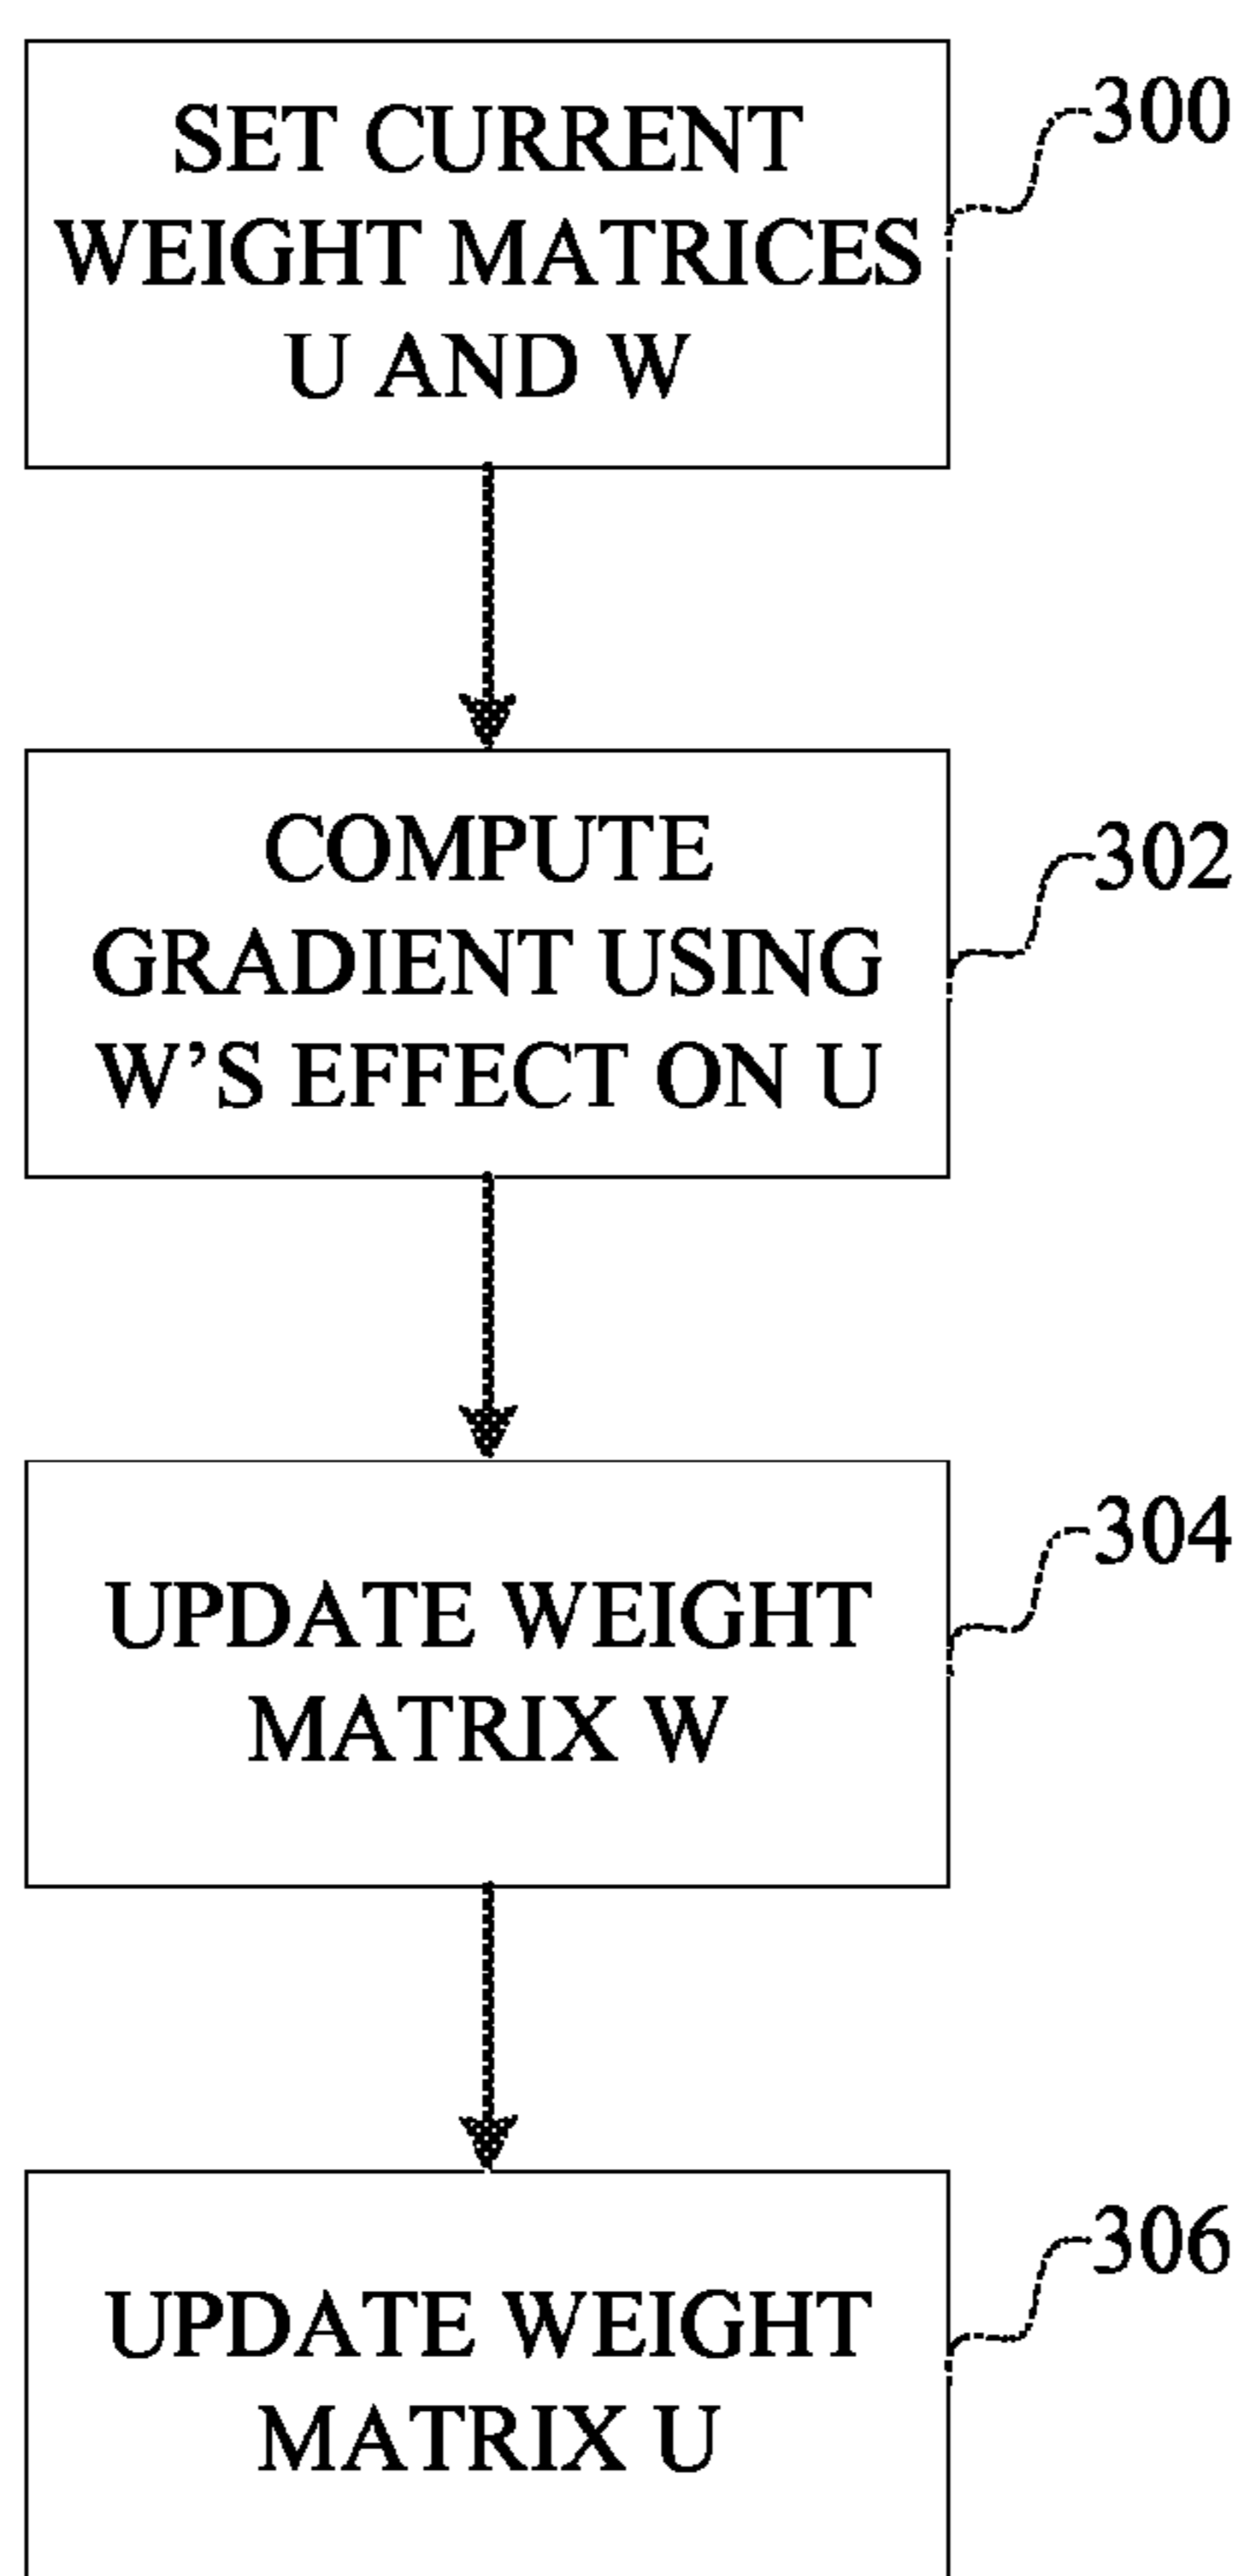 SET CURRENT
WEIGHT MATRICES
U AND W
300
COMPUTE
GRADIENT USING
W’S EFFECT ON U
302
UPDATE WEIGHT
MATRIX W
304
UPDATE WEIGHT
MATRIX U
306